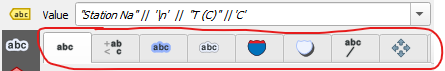 abc Value "Station Na" || '\n' || "T (C)" || 'C'
abc abc +ab < c abc abc abc